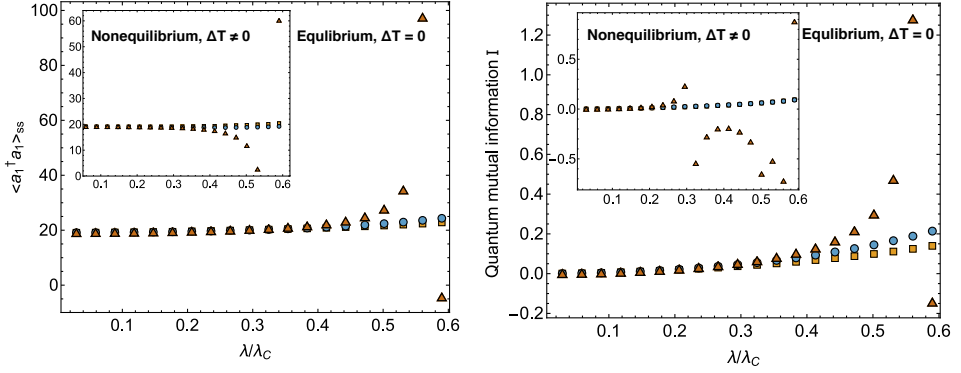 <a₁†a₁>ss
100
80
60
40
20
0
0.1 0.2 0.3 0.4 0.5 0.6
λ/λC
Nonequilibrium, ΔT ≠ 0
Equlibrium, ΔT = 0
60
50
40
30
20
10
0
0.1 0.2 0.3 0.4 0.5 0.6
Quantum mutual information I
1.2
1.0
0.8
0.6
0.4
0.2
0.0
-0.2
0.1 0.2 0.3 0.4 0.5 0.6
λ/λC
Nonequilibrium, ΔT ≠ 0
Equlibrium, ΔT = 0
0.5
0.0
-0.5
0.1 0.2 0.3 0.4 0.5 0.6